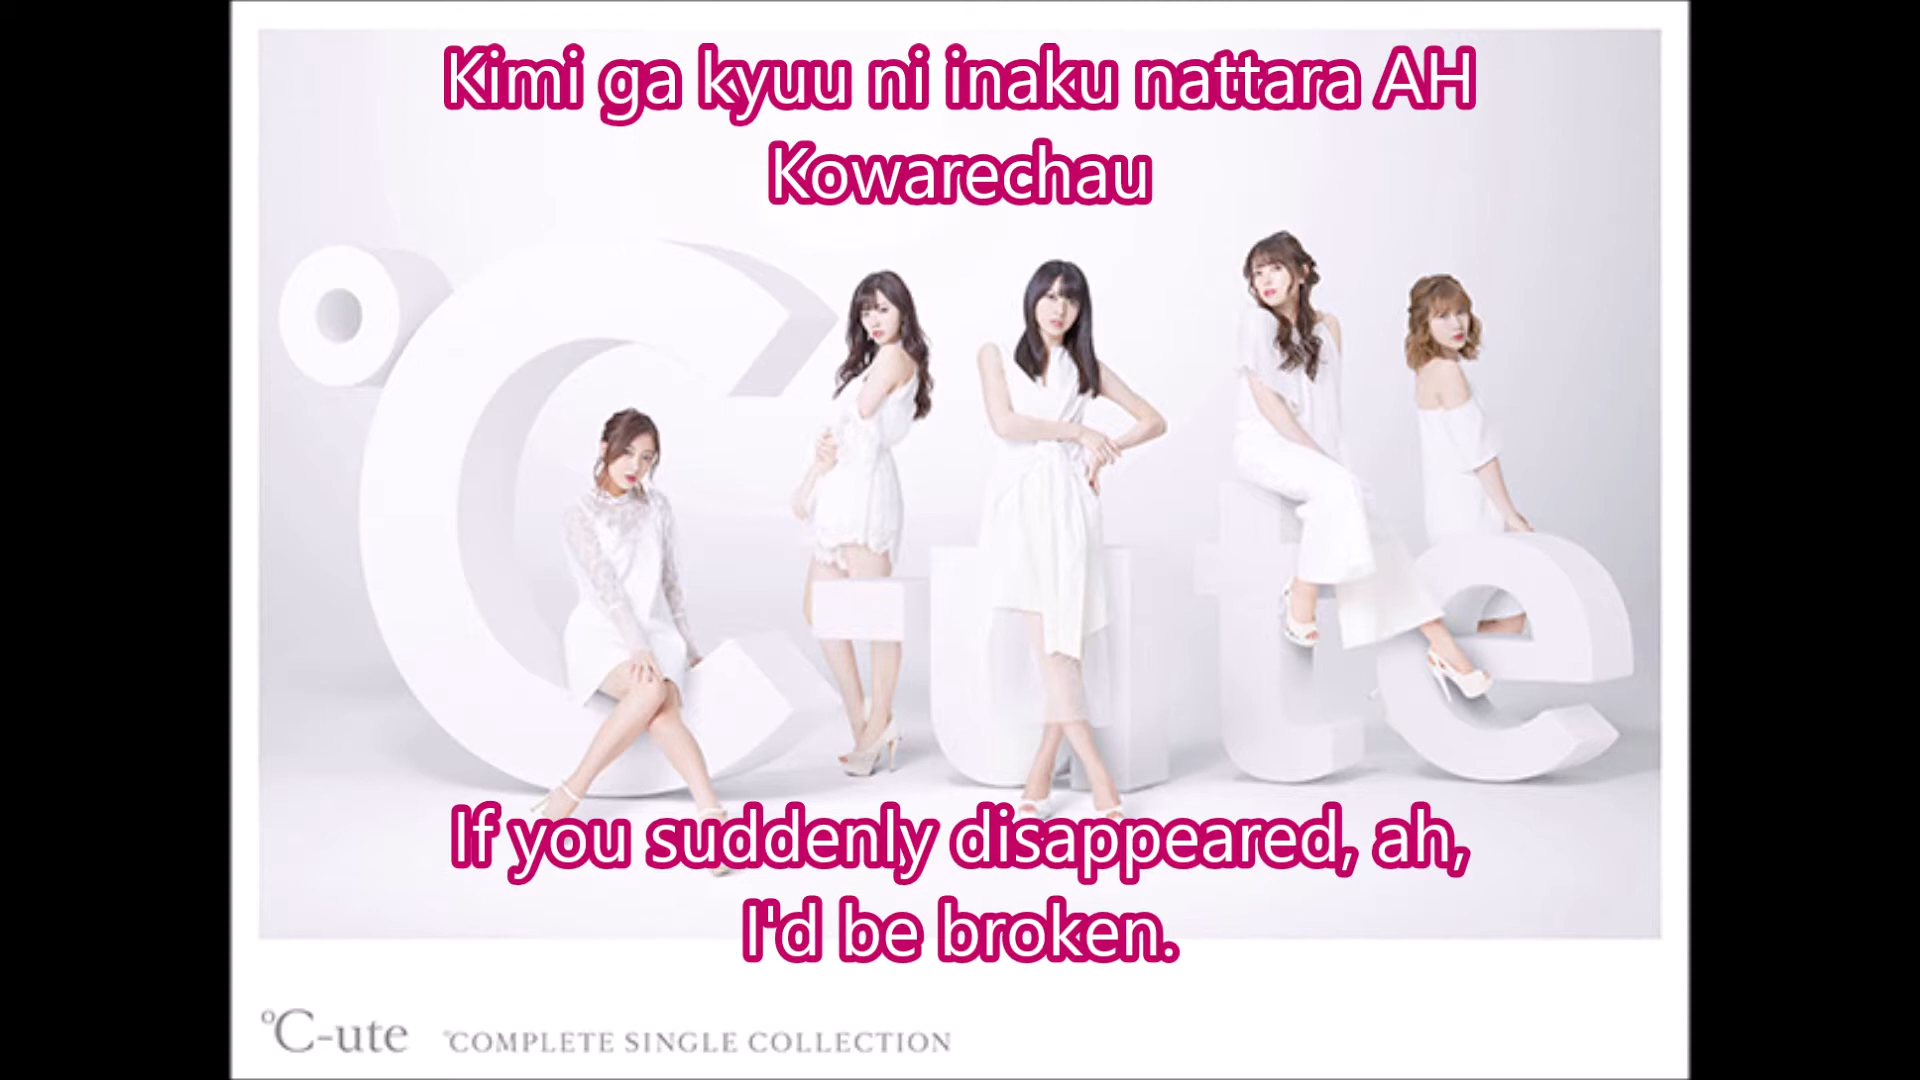 Kimi ga kyuu ni inaku nattara AH
Kowarechau
°C-ute
If you suddenly disappeared, ah,
I'd be broken.
°C-ute °COMPLETE SINGLE COLLECTION